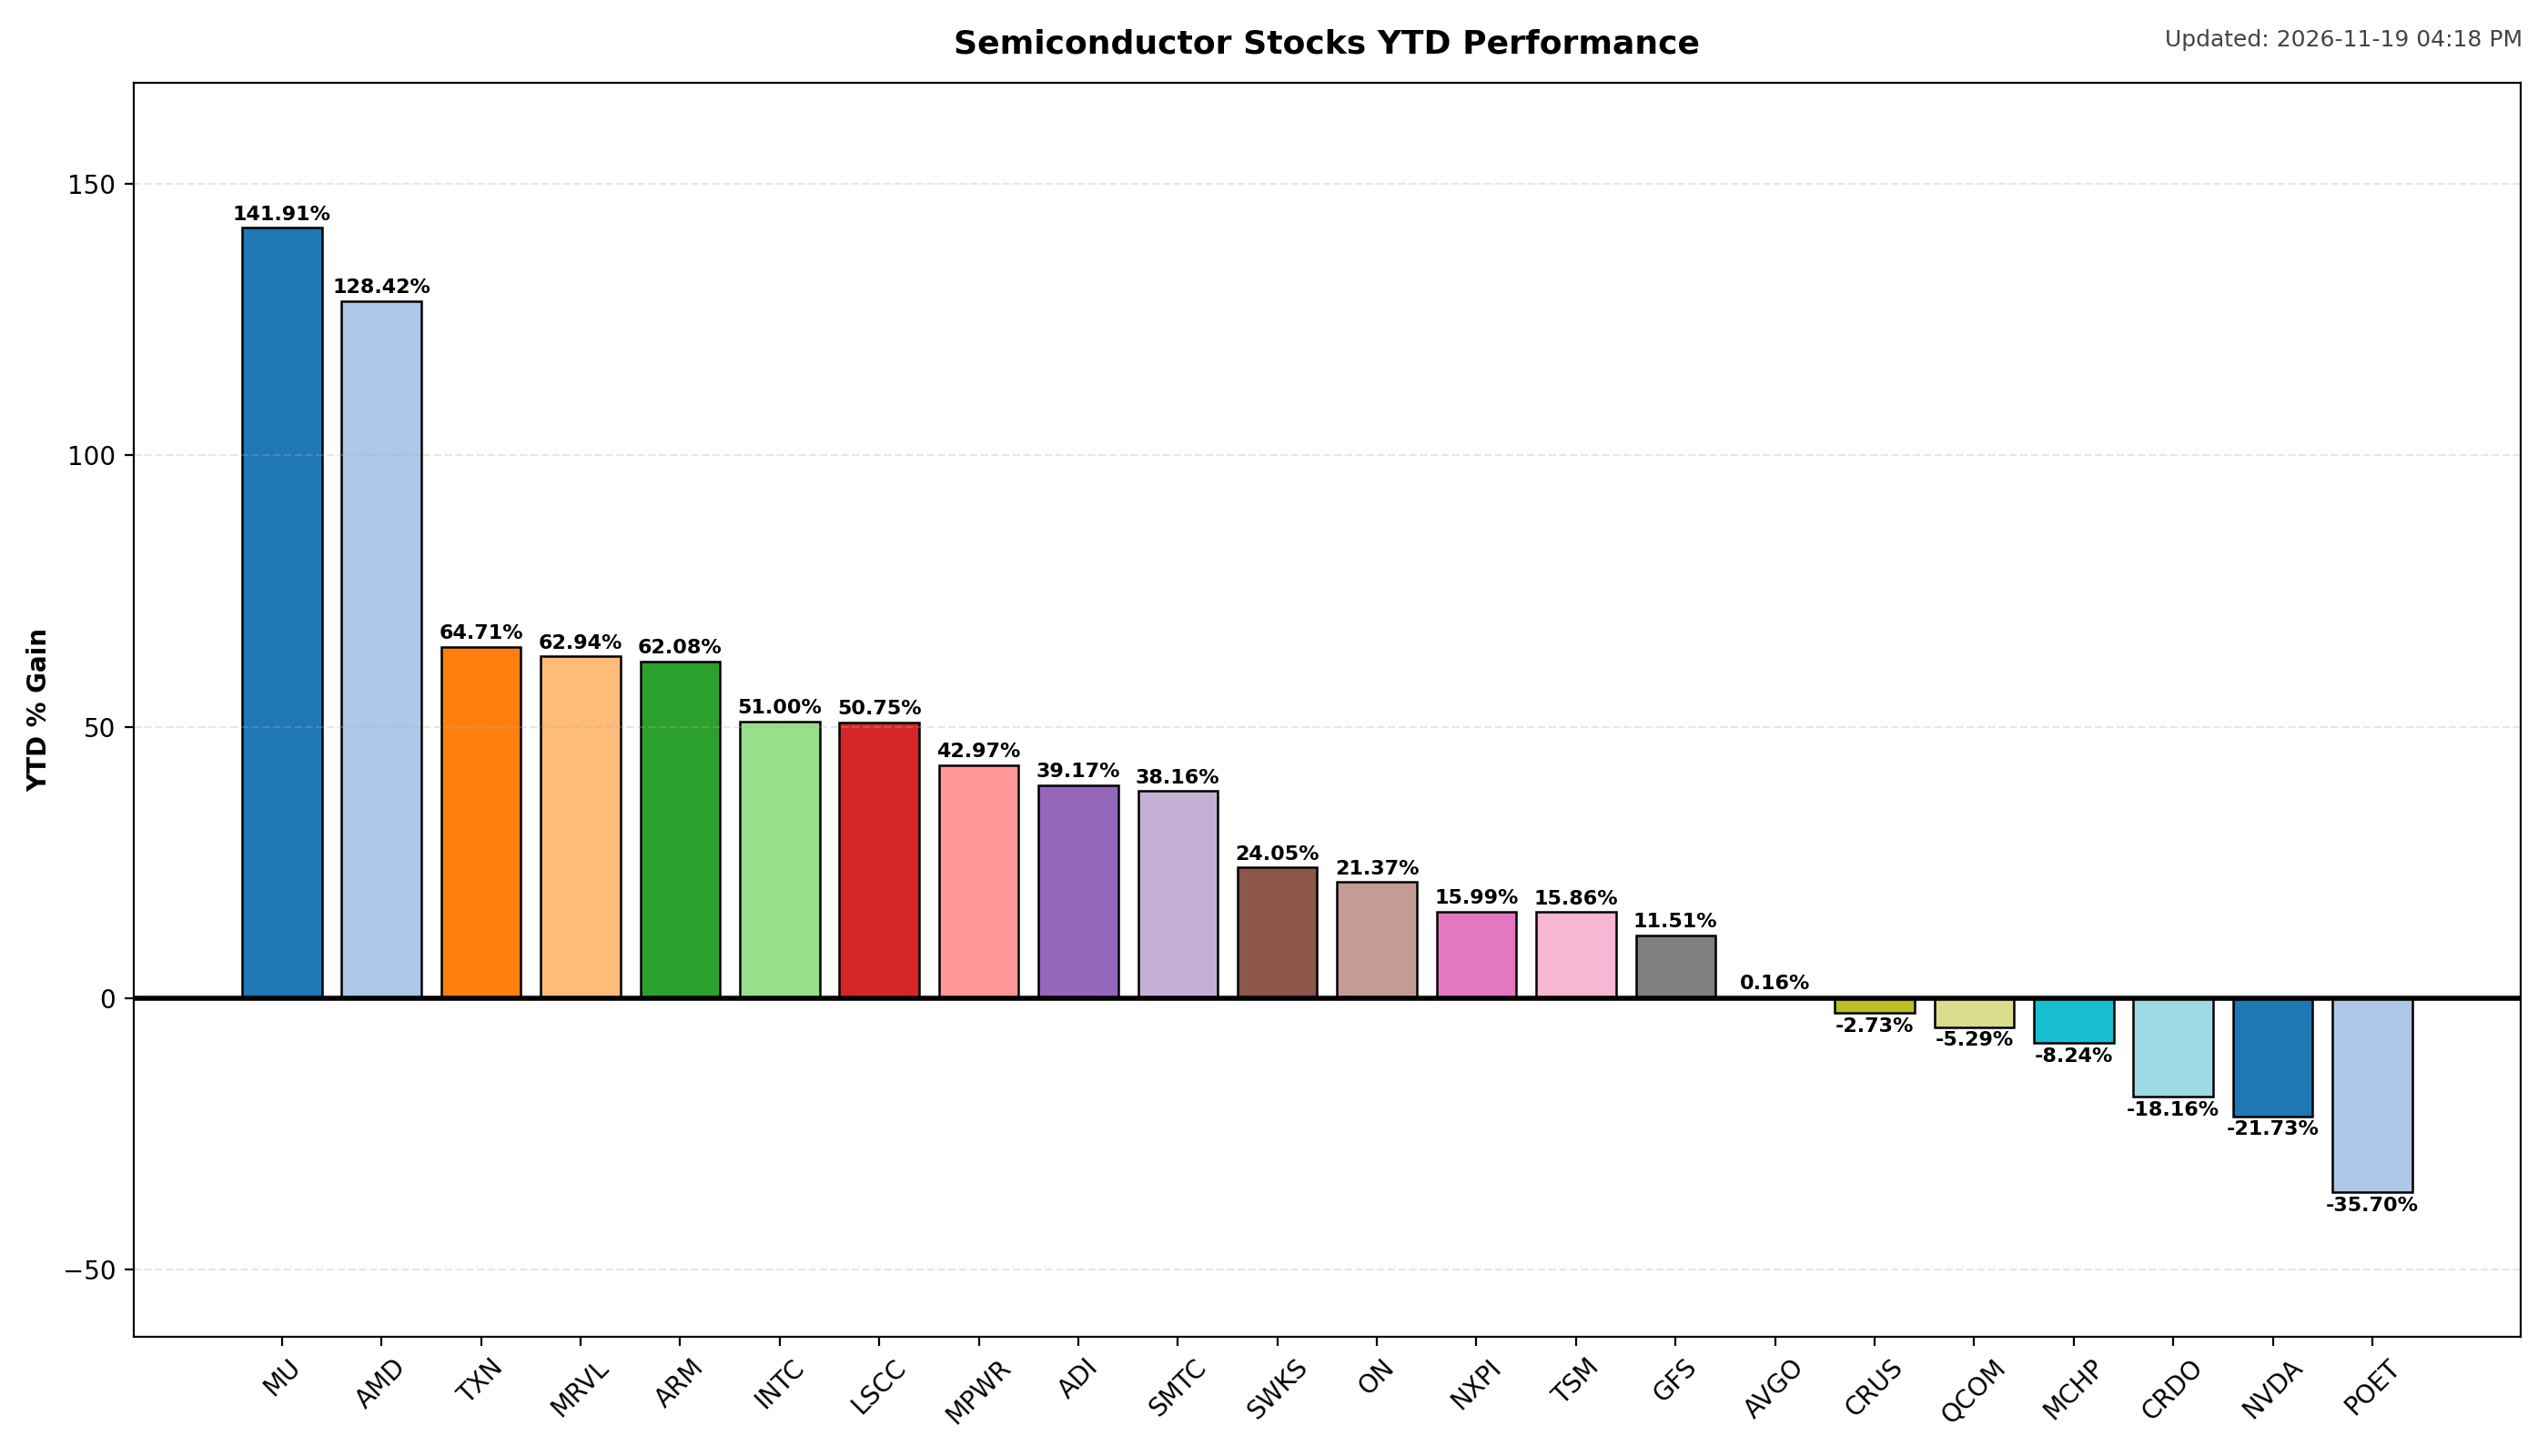 Semiconductor Stocks YTD Performance
Updated: 2026-11-19 04:18 PM
YTD % Gain
150
100
50
0
−50
141.91%
128.42%
64.71%
62.94%
62.08%
51.00%
50.75%
42.97%
39.17%
38.16%
24.05%
21.37%
15.99%
15.86%
11.51%
0.16%
-2.73%
-5.29%
-8.24%
-18.16%
-21.73%
-35.70%
MU
AMD
TXN
MRVL
ARM
INTC
LSCC
MPWR
ADI
SMTC
SWKS
ON
NXPI
TSM
GFS
AVGO
CRUS
QCOM
MCHP
CRDO
NVDA
POET